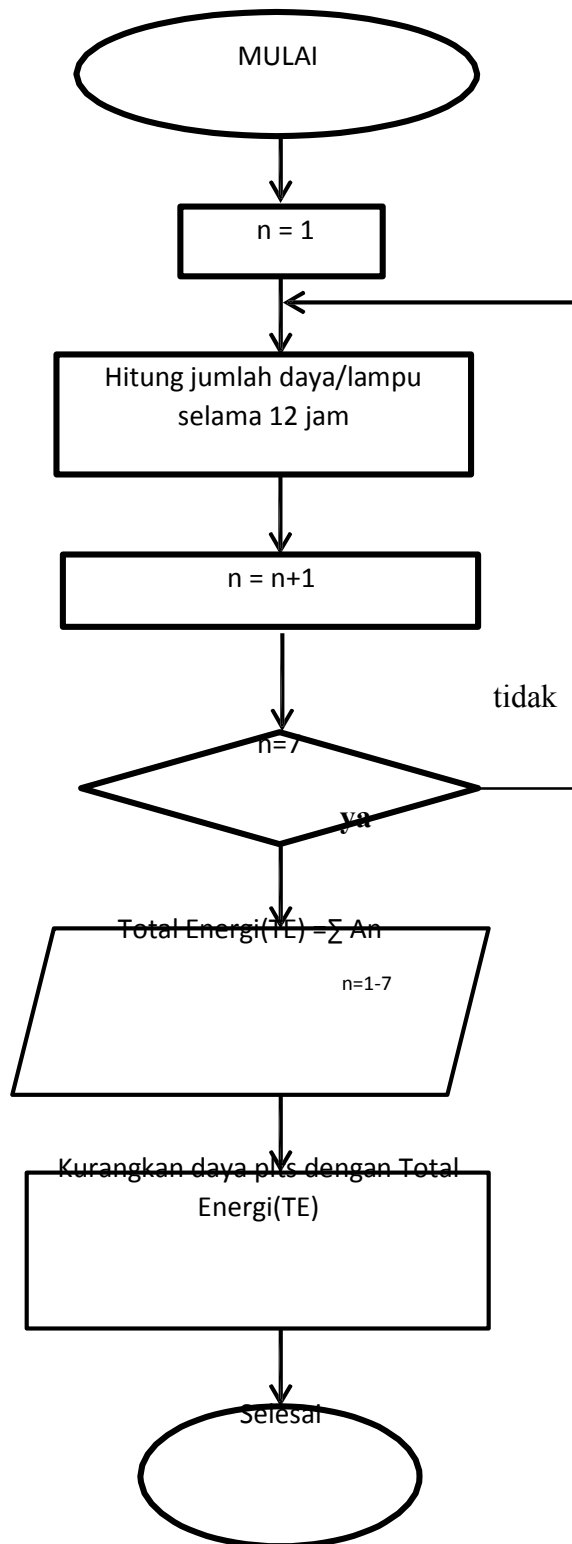 MULAI
n = 1
Hitung jumlah daya/lampu
selama 12 jam
n = n+1
tidak
n=7
ya
Total Energi(TE) =∑ An
n=1-7
Kurangkan daya plts dengan Total
Energi(TE)
Selesai